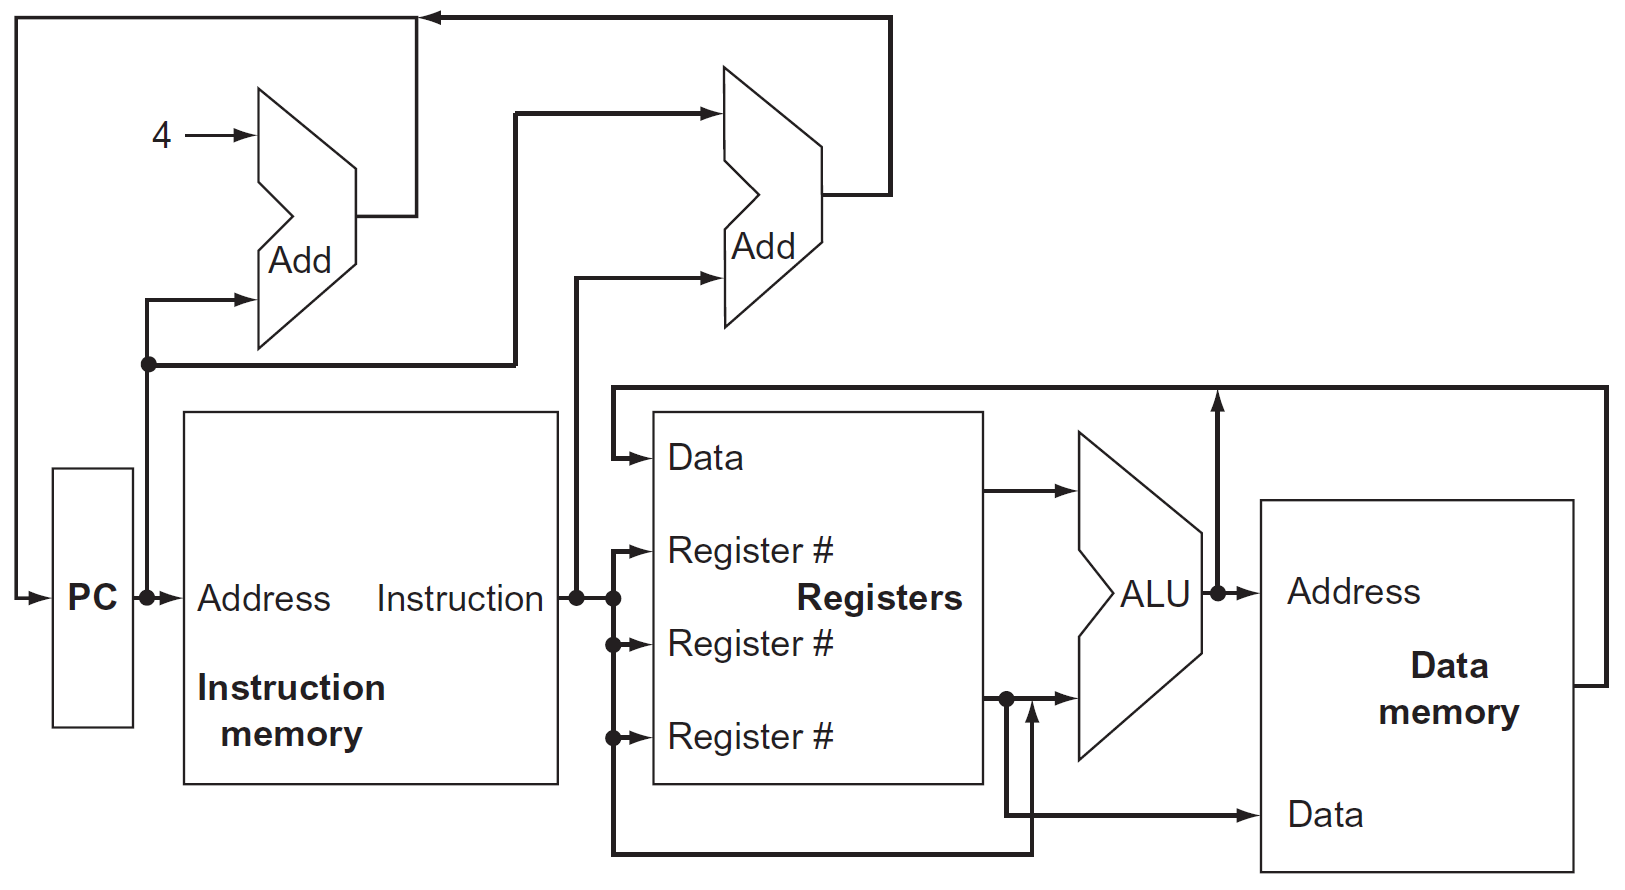 4
Add
Add
Data
Register #
Register #
Register #
Registers
PC
Address
Instruction
Instruction
memory
ALU
Address
Data
memory
Data